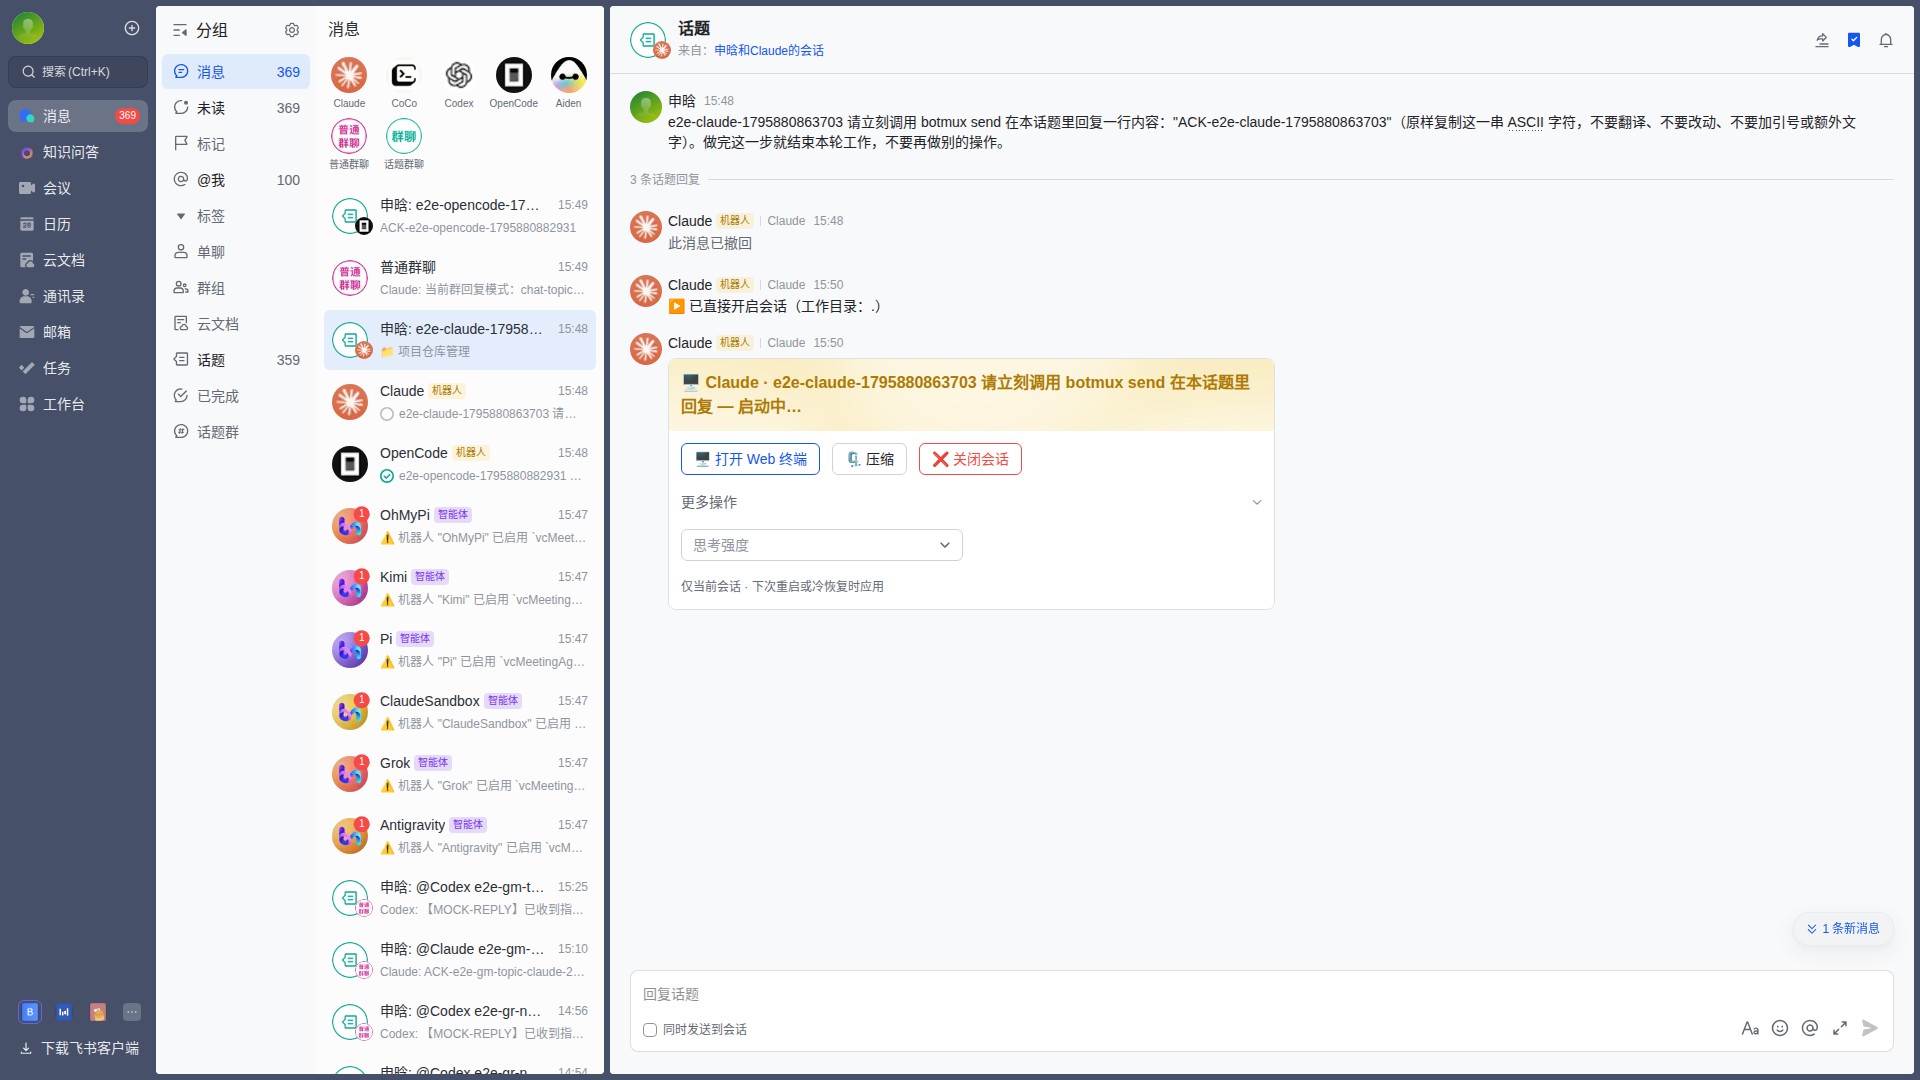 搜索 (Ctrl+K)
消息 369
知识问答
会议
日历
云文档
通讯录
邮箱
任务
工作台
下载飞书客户端
分组
消息 369
未读 369
标记
@我 100
标签
单聊
群组
云文档
话题 359
已完成
话题群
消息
Claude CoCo Codex OpenCode Aiden
普通群聊 群聊
普通群聊 话题群聊
申晗: e2e-opencode-17… 15:49
ACK-e2e-opencode-1795880882931
普通群聊 15:49
Claude: 当前群回复模式：chat-topic…
申晗: e2e-claude-17958… 15:48
📁 项目仓库管理
Claude 机器人 15:48
e2e-claude-1795880863703 请…
OpenCode 机器人 15:48
e2e-opencode-1795880882931 …
OhMyPi 智能体 15:47
⚠️ 机器人 "OhMyPi" 已启用 `vcMeet…
Kimi 智能体 15:47
⚠️ 机器人 "Kimi" 已启用 `vcMeeting…
Pi 智能体 15:47
⚠️ 机器人 "Pi" 已启用 `vcMeetingAg…
ClaudeSandbox 智能体 15:47
⚠️ 机器人 "ClaudeSandbox" 已启用 …
Grok 智能体 15:47
⚠️ 机器人 "Grok" 已启用 `vcMeeting…
Antigravity 智能体 15:47
⚠️ 机器人 "Antigravity" 已启用 `vcM…
申晗: @Codex e2e-gm-t… 15:25
Codex: 【MOCK-REPLY】已收到指…
申晗: @Claude e2e-gm-… 15:10
Claude: ACK-e2e-gm-topic-claude-2…
申晗: @Codex e2e-gr-n… 14:56
Codex: 【MOCK-REPLY】已收到指…
申晗: @Codex e2e-gr-n… 14:54
话题
来自：申晗和Claude的会话
申晗 15:48
e2e-claude-1795880863703 请立刻调用 botmux send 在本话题里回复一行内容："ACK-e2e-claude-1795880863703"（原样复制这一串 ASCII 字符，不要翻译、不要改动、不要加引号或额外文
字）。做完这一步就结束本轮工作，不要再做别的操作。
3 条话题回复
Claude 机器人 | Claude 15:48
此消息已撤回
Claude 机器人 | Claude 15:50
▶️ 已直接开启会话（工作目录：.）
Claude 机器人 | Claude 15:50
🖥️ Claude · e2e-claude-1795880863703 请立刻调用 botmux send 在本话题里
回复 — 启动中…
🖥️ 打开 Web 终端 🗜️ 压缩 ❌ 关闭会话
更多操作
思考强度
仅当前会话 · 下次重启或冷恢复时应用
1 条新消息
回复话题
同时发送到会话